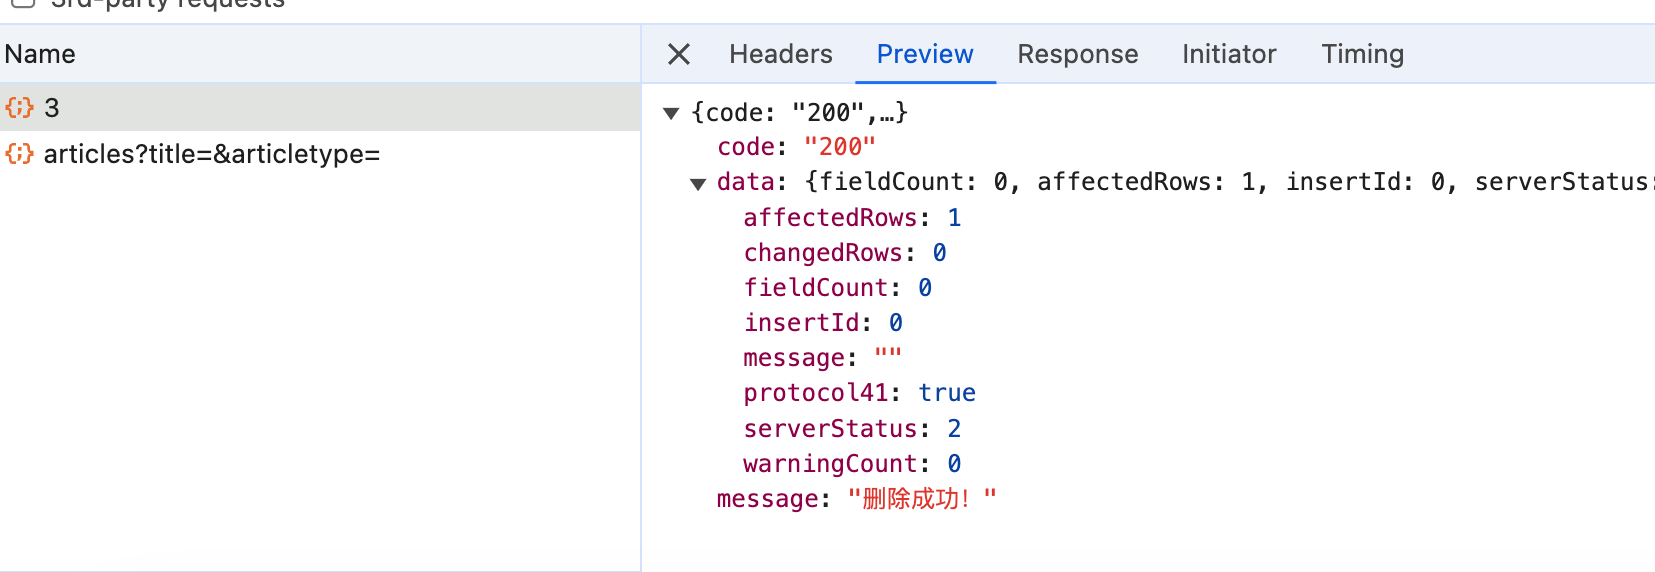 3rd-party requests
Name
Headers Preview Response Initiator Timing
3
articles?title=&articletype=
{code: "200",…}
code: "200"
data: {fieldCount: 0, affectedRows: 1, insertId: 0, serverStatus:
affectedRows: 1
changedRows: 0
fieldCount: 0
insertId: 0
message: ""
protocol41: true
serverStatus: 2
warningCount: 0
message: "删除成功！"